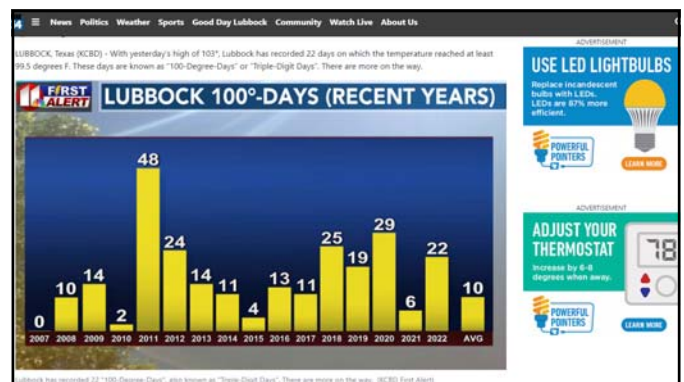 4 News Politics Weather Sports Good Day Lubbock Community Watch Live About Us
LUBBOCK, Texas (KCBD) - With yesterday's high of 103°, Lubbock has recorded 22 days on which the temperature reached at least
99.5 degrees F. These days are known as "100-Degree-Days" or "Triple-Digit Days". There are more on the way.
11 FIRST
ALERT
LUBBOCK 100°-DAYS (RECENT YEARS)
0 10 14 2 48 24 14 11 4 13 11 25 19 29 6 22 10
2007 2008 2009 2010 2011 2012 2013 2014 2015 2016 2017 2018 2019 2020 2021 2022 AVG
Lubbock has recorded 22 "100-Degree-Days", also known as "Triple-Digit Days". There are more on the way. (KCBD First Alert)
ADVERTISEMENT
USE LED LIGHTBULBS
Replace incandescent
bulbs with LEDs.
LEDs are 87% more
efficient.
POWERFUL
POINTERS
LEARN MORE
ADVERTISEMENT
ADJUST YOUR
THERMOSTAT
Increase by 6-8
degrees when away.
78
POWERFUL
POINTERS
LEARN MORE